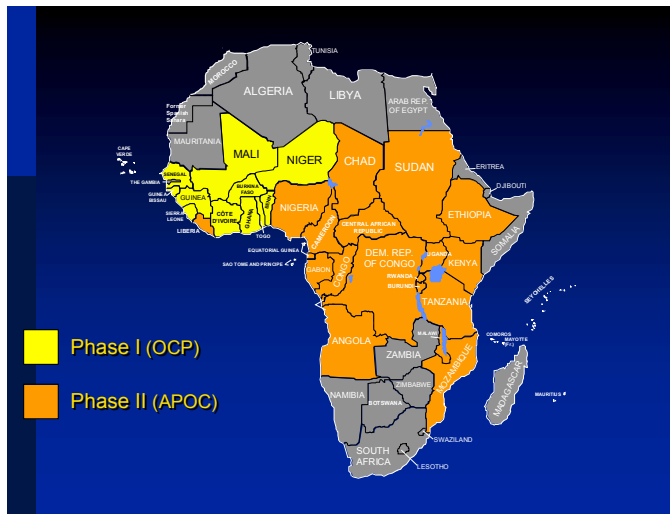 TUNISIA
MOROCCO
ALGERIA
LIBYA
ARAB REP.
OF EGYPT
Former
Spanish
Sahara
MAURITANIA
MALI
NIGER
CHAD
SUDAN
ERITREA
CAPE
VERDE
SENEGAL
THE GAMBIA
GUINEA
BISSAU
GUINEA
BURKINA
FASO
DJIBOUTI
SIERRA
LEONE
CÔTE
D'IVOIRE
GHANA
BENIN
NIGERIA
ETHIOPIA
LIBERIA
TOGO
CAMEROON
CENTRAL AFRICAN
REPUBLIC
SOMALIA
EQUATORIAL GUINEA
SAO TOME AND PRINCIPE
GABON
CONGO
DEM. REP.
OF CONGO
UGANDA
KENYA
RWANDA
BURUNDI
TANZANIA
SEYCHELLES
Phase I (OCP)
ANGOLA
MALAWI
ZAMBIA
COMOROS
MAYOTTE
(Fr.)
MOZAMBIQUE
ZIMBABWE
MADAGASCAR
MAURITIUS
Phase II (APOC)
NAMIBIA
BOTSWANA
SWAZILAND
SOUTH
AFRICA
LESOTHO